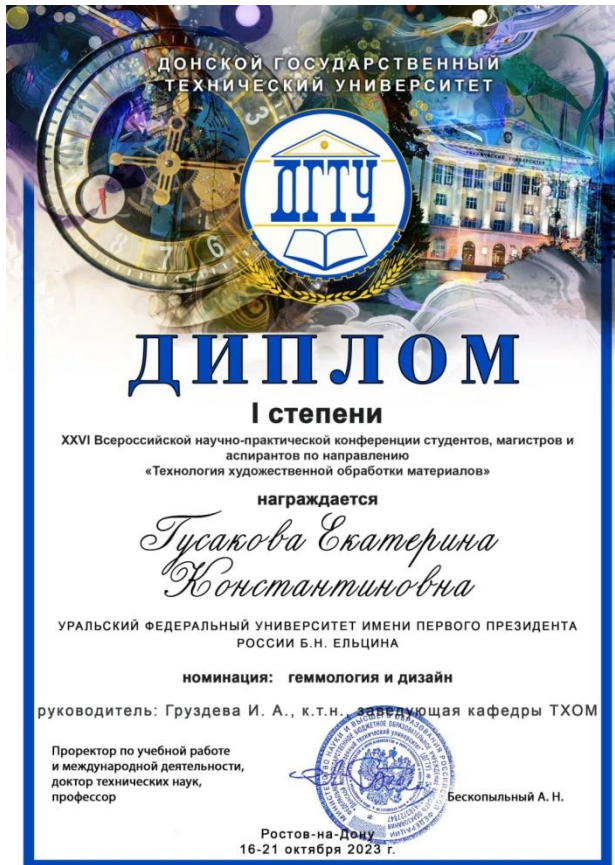 ДОНСКОЙ ГОСУДАРСТВЕННЫЙ
ТЕХНИЧЕСКИЙ УНИВЕРСИТЕТ
ДГТУ
ДИПЛОМ
I степени
XXVI Всероссийской научно-практической конференции студентов, магистров и
аспирантов по направлению
«Технология художественной обработки материалов»
награждается
Гусакова Екатерина
Константиновна
УРАЛЬСКИЙ ФЕДЕРАЛЬНЫЙ УНИВЕРСИТЕТ ИМЕНИ ПЕРВОГО ПРЕЗИДЕНТА
РОССИИ Б.Н. ЕЛЬЦИНА
номинация: геммология и дизайн
руководитель: Груздева И. А., к.т.н., заведующая кафедры ТХОМ
Проректор по учебной работе
и международной деятельности,
доктор технических наук,
профессор
Бескопыльный А. Н.
Ростов-на-Дону
16-21 октября 2023 г.